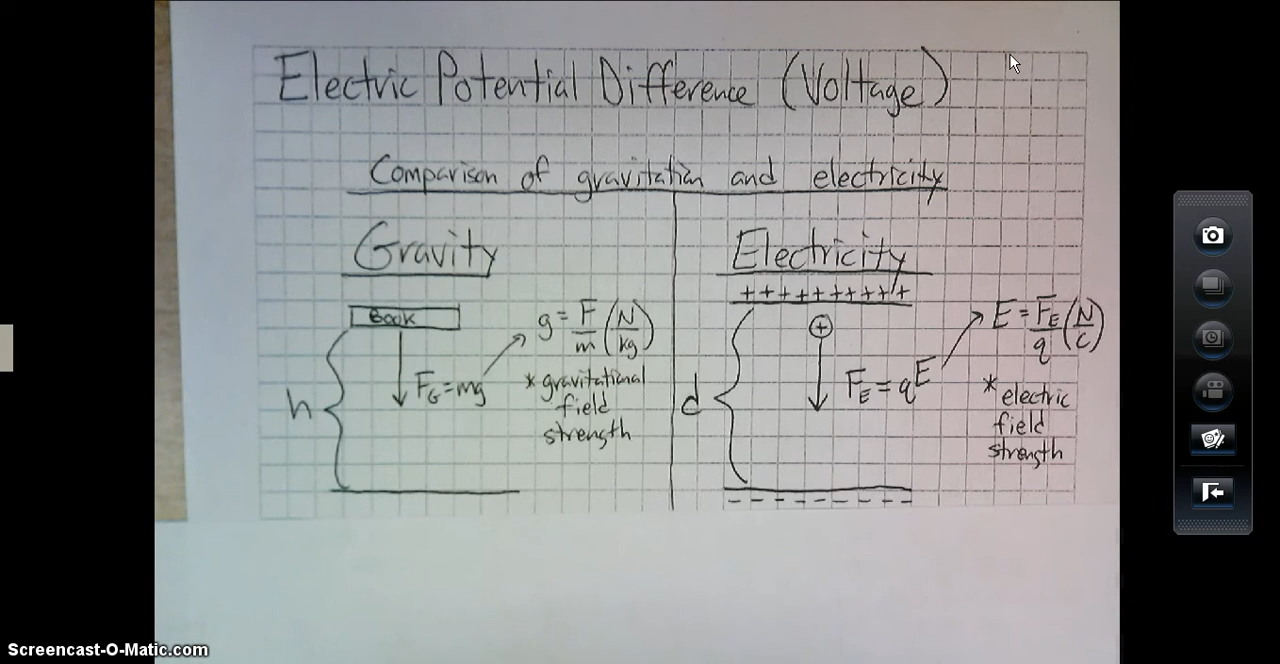 Electric Potential Difference (Voltage)
Comparison of gravitation and electricity
Gravity
Book
h
F_G = mg
g = F/m (N/kg)
*gravitational
field
strength
Electricity
+ + + + + + + + + +
+
d
F_E = qE
E = F_E/q (N/C)
*electric
field
strength
- - - - - - - -
Screencast-O-Matic.com